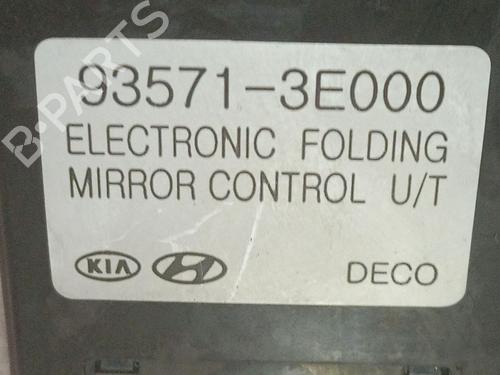 93571-3E000
ELECTRONIC FOLDING
MIRROR CONTROL U/T
KIA
DECO
B-PARTS